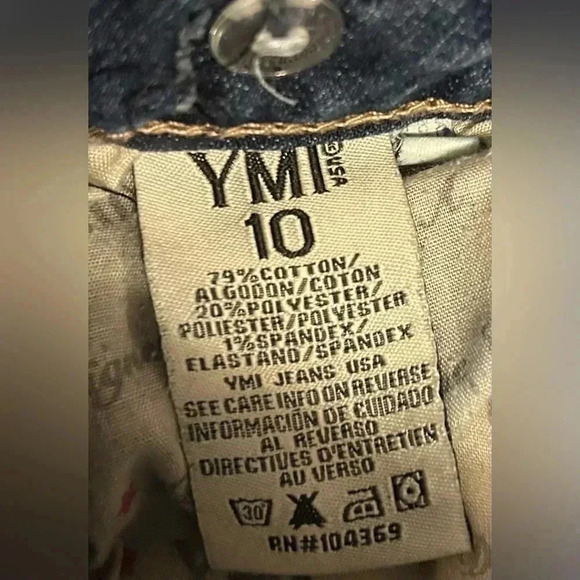 YMI® USA
10
79%COTTON/
ALGODON/COTON
20%POLYESTER/
POLIESTER/POLYESTER
1%SPANDEX/
ELASTANO/SPANDEX
YMI JEANS USA
SEE CARE INFO ON REVERSE
INFORMACIÓN DE CUIDADO
AL REVERSO
DIRECTIVES D'ENTRETIEN
AU VERSO
30°
RN#104369